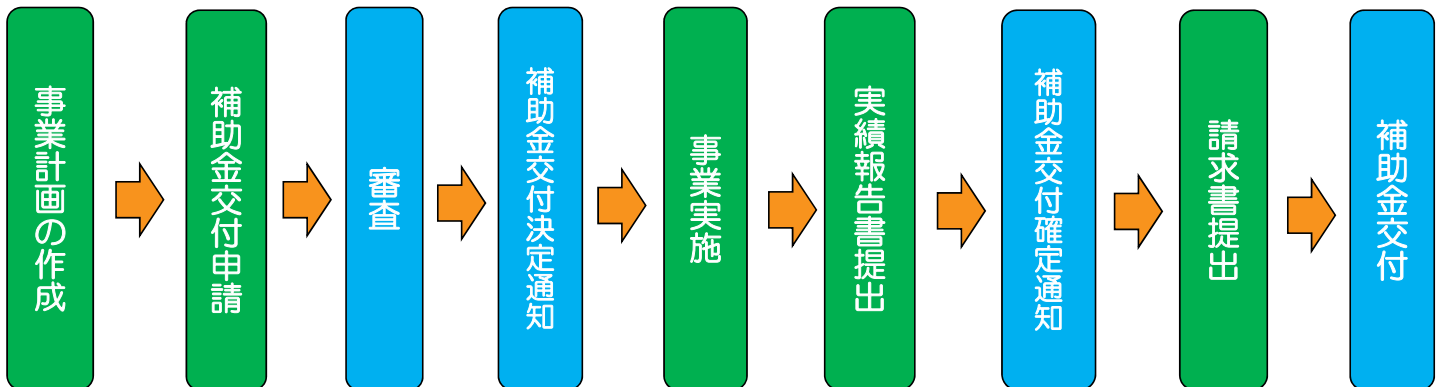 事業計画の作成
補助金交付申請
審査
補助金交付決定通知
事業実施
実績報告書提出
補助金交付確定通知
請求書提出
補助金交付